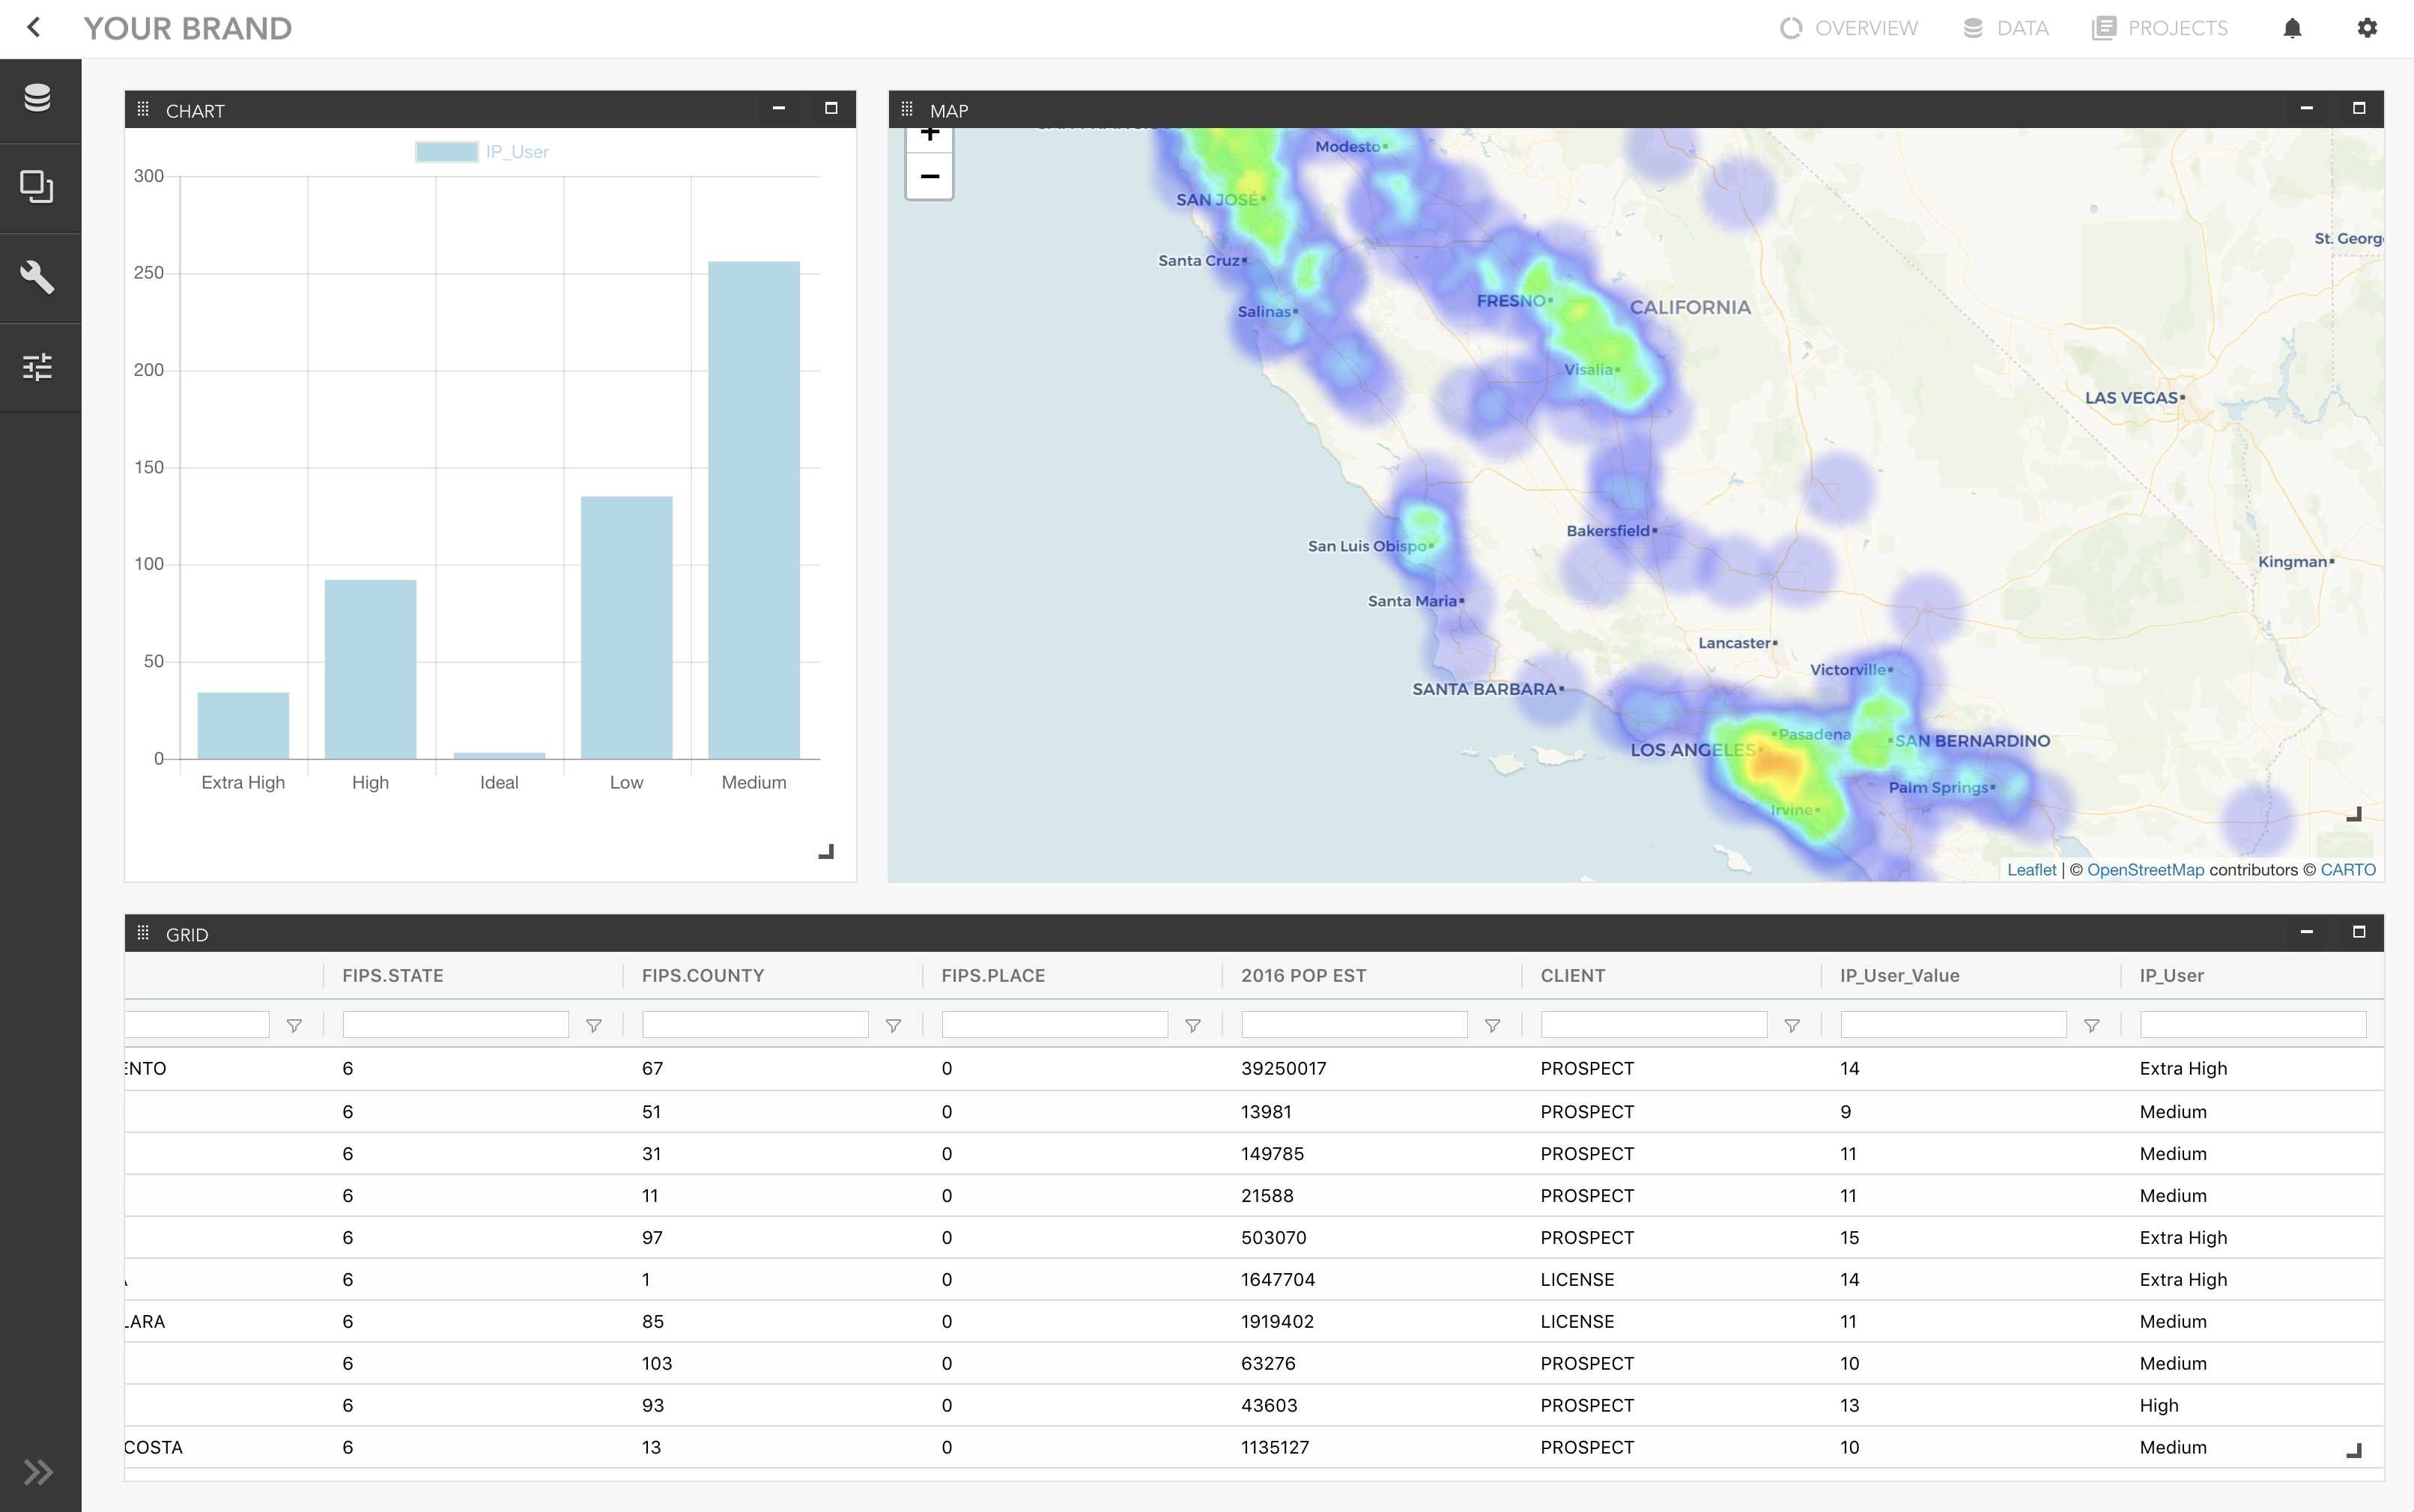 YOUR BRAND
OVERVIEW
DATA
PROJECTS
CHART
IP_User
300
250
200
150
100
50
0
Extra High
High
Ideal
Low
Medium
MAP
+
−
Modesto
SAN JOSÉ
Santa Cruz
Salinas
FRESNO
CALIFORNIA
Visalia
St. Georg
LAS VEGAS
Bakersfield
San Luis Obispo
Kingman
Santa Maria
Lancaster
Victorville
SANTA BARBARA
Pasadena
LOS ANGELES
SAN BERNARDINO
Palm Springs
Irvine
Leaflet | © OpenStreetMap contributors © CARTO
GRID
FIPS.STATE FIPS.COUNTY FIPS.PLACE 2016 POP EST CLIENT IP_User_Value IP_User
ENTO 6 67 0 39250017 PROSPECT 14 Extra High
6 51 0 13981 PROSPECT 9 Medium
6 31 0 149785 PROSPECT 11 Medium
6 11 0 21588 PROSPECT 11 Medium
6 97 0 503070 PROSPECT 15 Extra High
6 1 0 1647704 LICENSE 14 Extra High
LARA 6 85 0 1919402 LICENSE 11 Medium
6 103 0 63276 PROSPECT 10 Medium
6 93 0 43603 PROSPECT 13 High
COSTA 6 13 0 1135127 PROSPECT 10 Medium